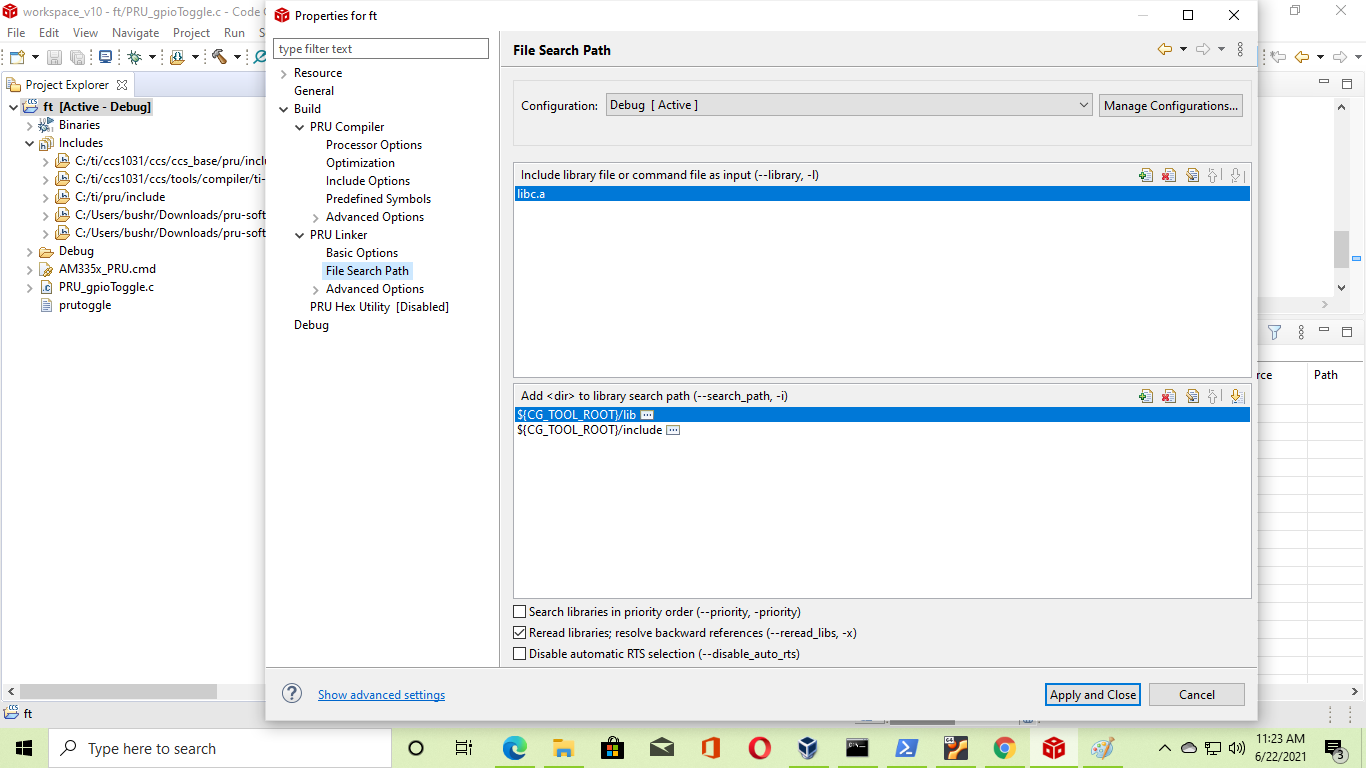 workspace_v10 - ft/PRU_gpioToggle.c - Code C
Properties for ft
File Edit View Navigate Project Run S
type filter text
File Search Path
Project Explorer
Resource
General
Build
PRU Compiler
Processor Options
Optimization
Include Options
Predefined Symbols
Advanced Options
PRU Linker
Basic Options
File Search Path
Advanced Options
PRU Hex Utility [Disabled]
Debug
ft [Active - Debug]
Binaries
Includes
C:/ti/ccs1031/ccs/ccs_base/pru/inclu
C:/ti/ccs1031/ccs/tools/compiler/ti-
C:/ti/pru/include
C:/Users/bushr/Downloads/pru-soft
C:/Users/bushr/Downloads/pru-soft
Debug
AM335x_PRU.cmd
PRU_gpioToggle.c
prutoggle
Configuration: Debug [ Active ] Manage Configurations...
Include library file or command file as input (--library, -l)
libc.a
Add <dir> to library search path (--search_path, -i)
${CG_TOOL_ROOT}/lib
${CG_TOOL_ROOT}/include
Search libraries in priority order (--priority, -priority)
Reread libraries; resolve backward references (--reread_libs, -x)
Disable automatic RTS selection (--disable_auto_rts)
rce Path
Show advanced settings
Apply and Close Cancel
ft
Type here to search
11:23 AM
6/22/2021
3